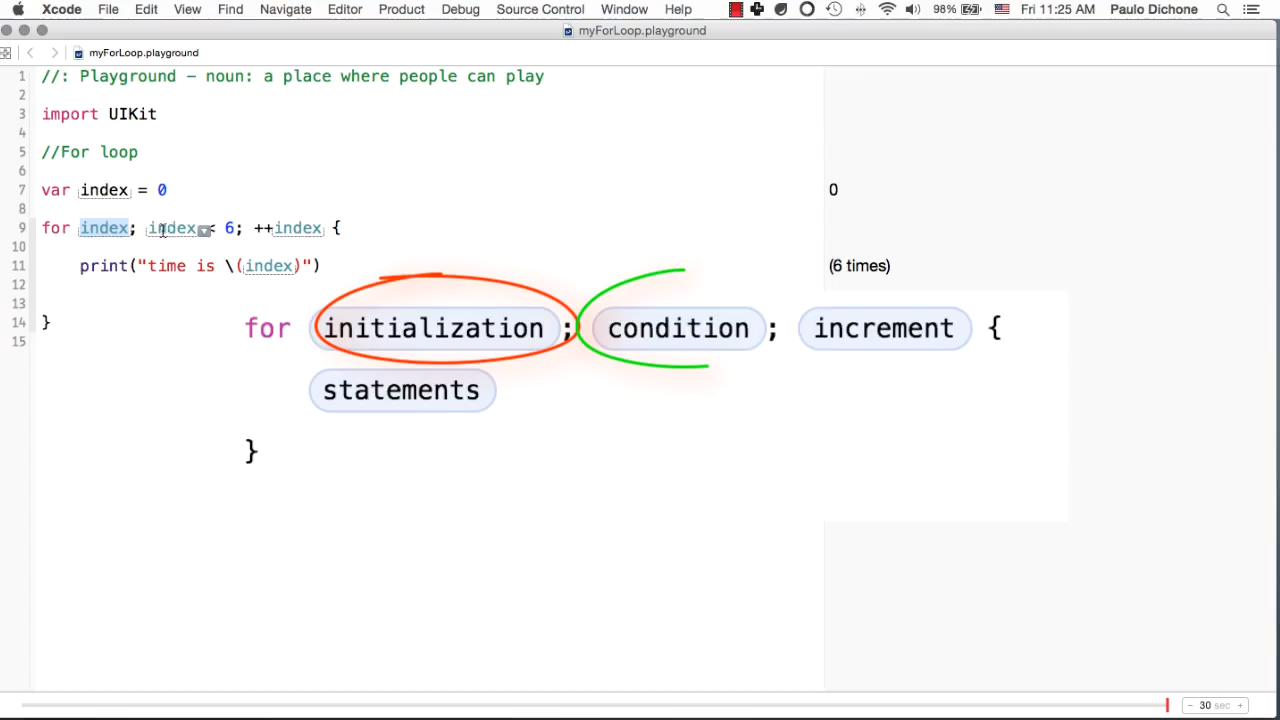 Xcode File Edit View Find Navigate Editor Product Debug Source Control Window Help 98% Fri 11:25 AM Paulo Dichone
myForLoop.playground
myForLoop.playground
1 //: Playground - noun: a place where people can play
2
3 import UIKit
4
5 //For loop
6
7 var index = 0 0
8
9 for index; index < 6; ++index {
10
11 print("time is \(index)") (6 times)
12
13
14 }
15
for initialization; condition; increment {
statements
}
- 30 sec +